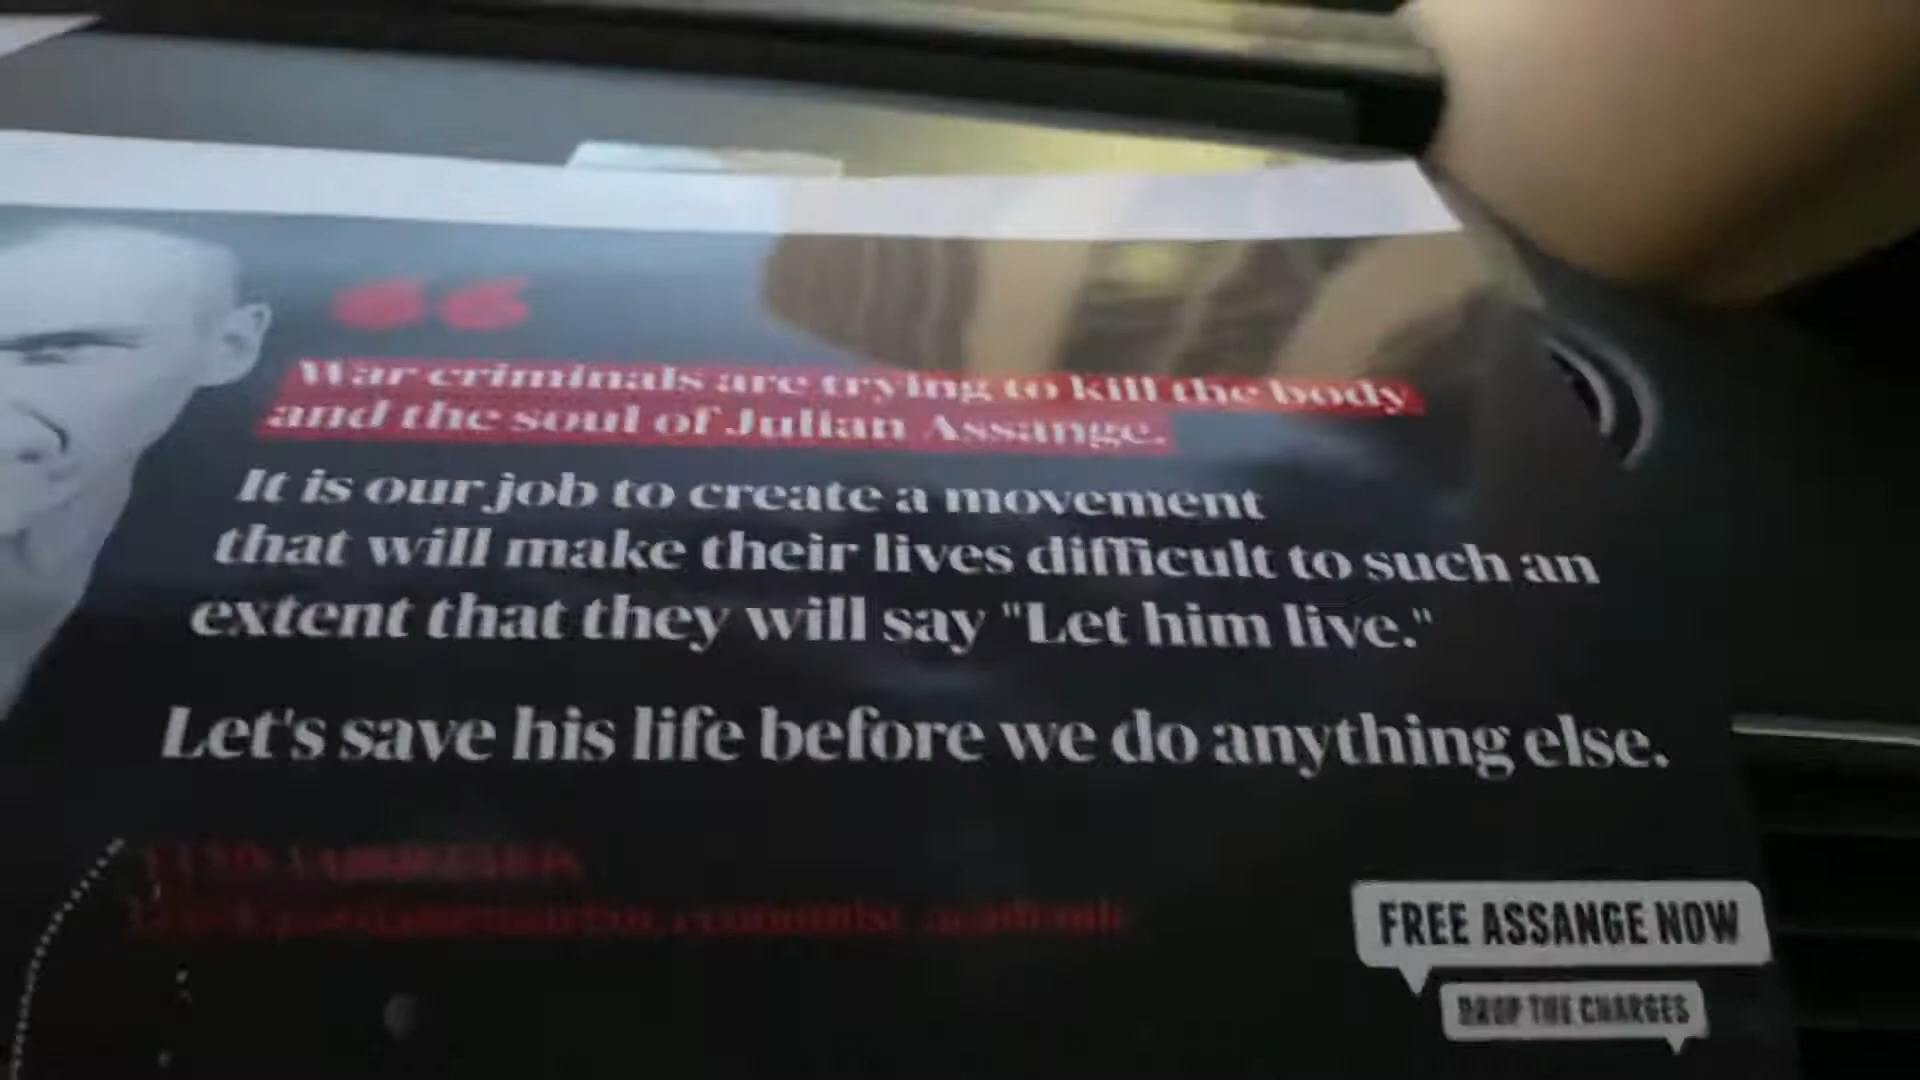 War criminals are trying to kill the body
and the soul of Julian Assange.
It is our job to create a movement
that will make their lives difficult to such an
extent that they will say "Let him live."
Let's save his life before we do anything else.
FREE ASSANGE NOW
DROP THE CHARGES